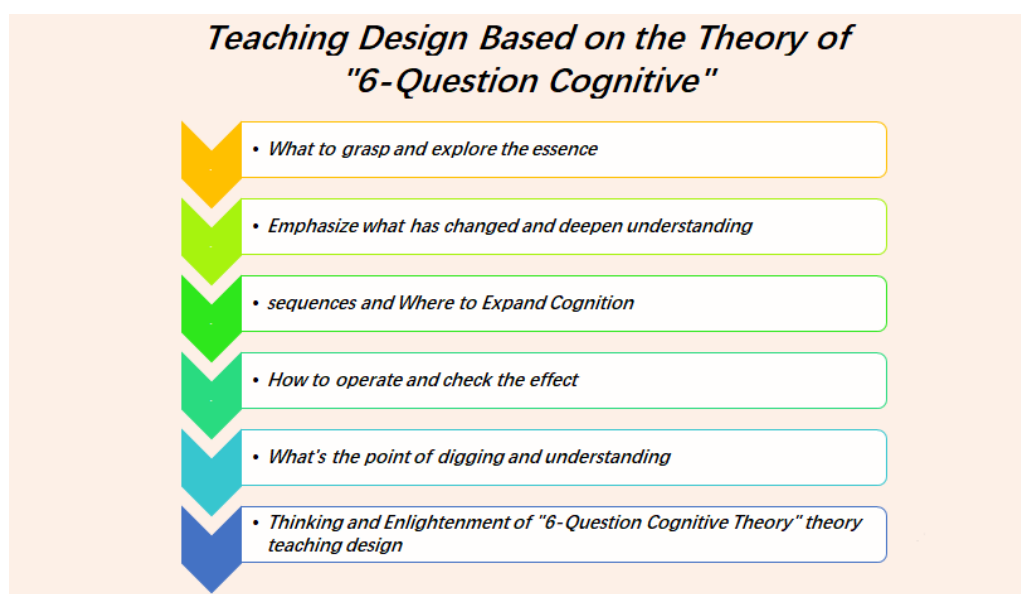 Teaching Design Based on the Theory of
"6-Question Cognitive"
• What to grasp and explore the essence
• Emphasize what has changed and deepen understanding
• sequences and Where to Expand Cognition
• How to operate and check the effect
• What's the point of digging and understanding
• Thinking and Enlightenment of "6-Question Cognitive Theory" theory
teaching design